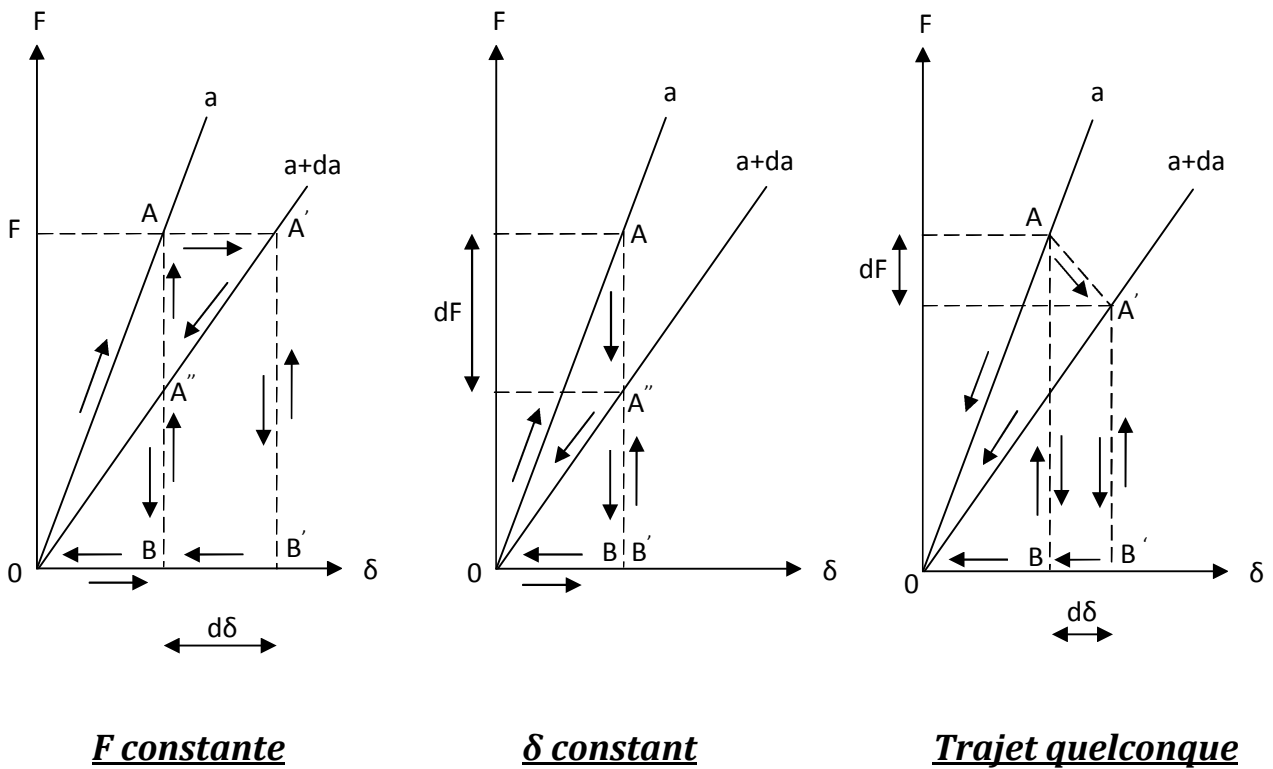 F
F
F
a
a
a
a+da
a+da
a+da
A
A
F
A'
A
dF
A'
dF
A''
A''
B
B'
B
B'
B
B'
0
δ
0
δ
0
δ
dδ
dδ
F constante
δ constant
Trajet quelconque